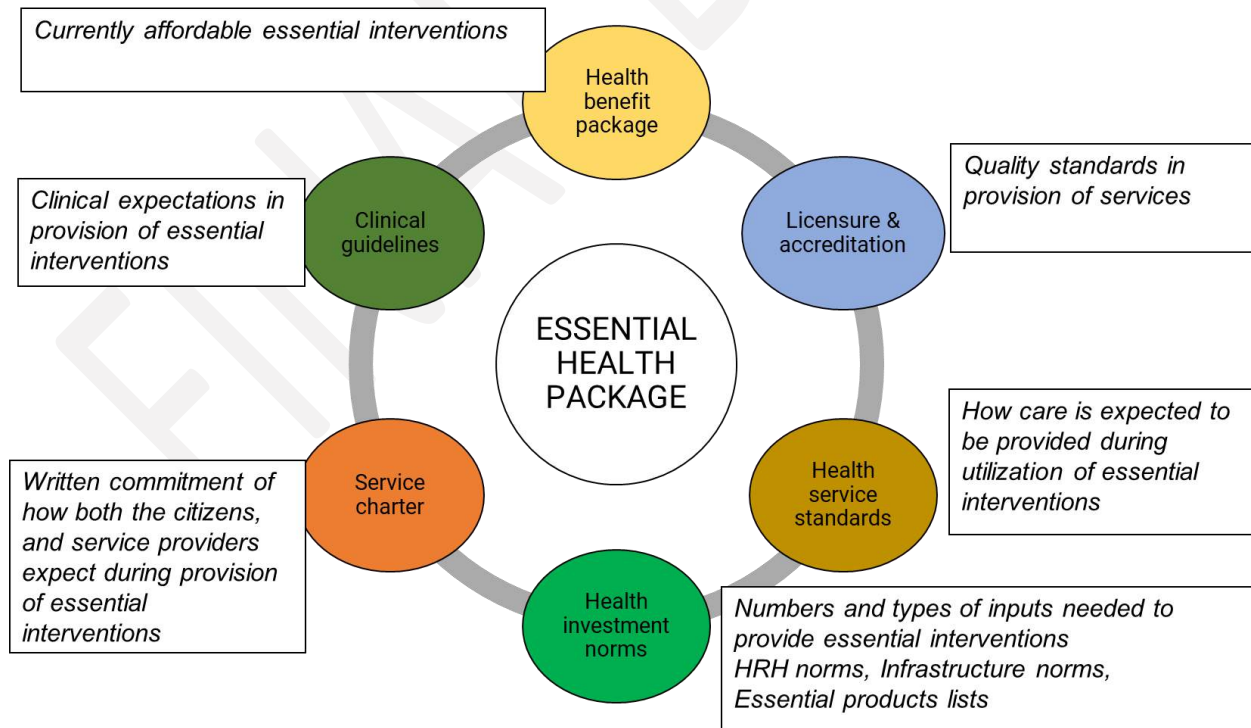 Currently affordable essential interventions
Health
benefit
package
Quality standards in
provision of services
Clinical expectations in
provision of essential
interventions
Clinical
guidelines
Licensure &
accreditation
ESSENTIAL
HEALTH
PACKAGE
How care is expected to
be provided during
utilization of essential
interventions
Written commitment of
how both the citizens,
and service providers
expect during provision
of essential
interventions
Service
charter
Health
service
standards
Health
investment
norms
Numbers and types of inputs needed to
provide essential interventions
HRH norms, Infrastructure norms,
Essential products lists